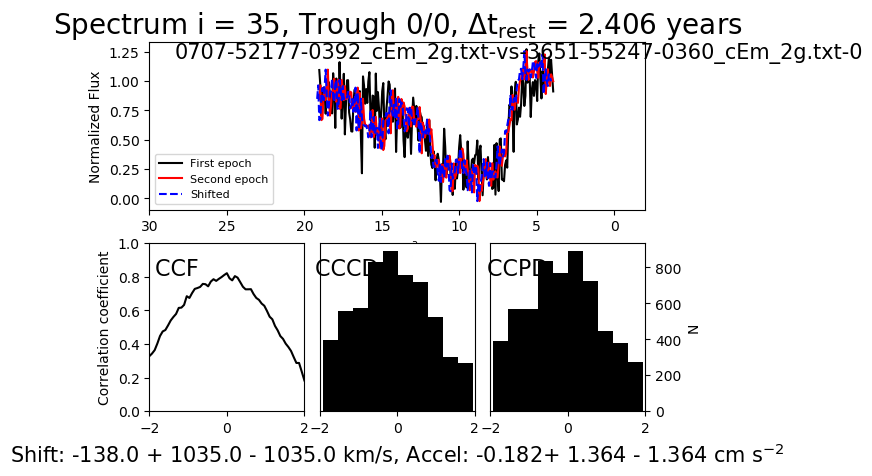 Spectrum i = 35, Trough 0/0, Δt_rest = 2.406 years
0707-52177-0392_cEm_2g.txt-vs-3651-55247-0360_cEm_2g.txt-0
Normalized Flux
1.25
1.00
0.75
0.50
0.25
0.00
First epoch
Second epoch
Shifted
30 25 20 15 10 5 0
Correlation coefficient
1.0
0.8
0.6
0.4
0.2
0.0
CCF
CCCD
CCPD
800
600
400
200
0
N
−2 0 2 −2 0 2 −2 0 2
Shift: -138.0 + 1035.0 - 1035.0 km/s, Accel: -0.182+ 1.364 - 1.364 cm s⁻²